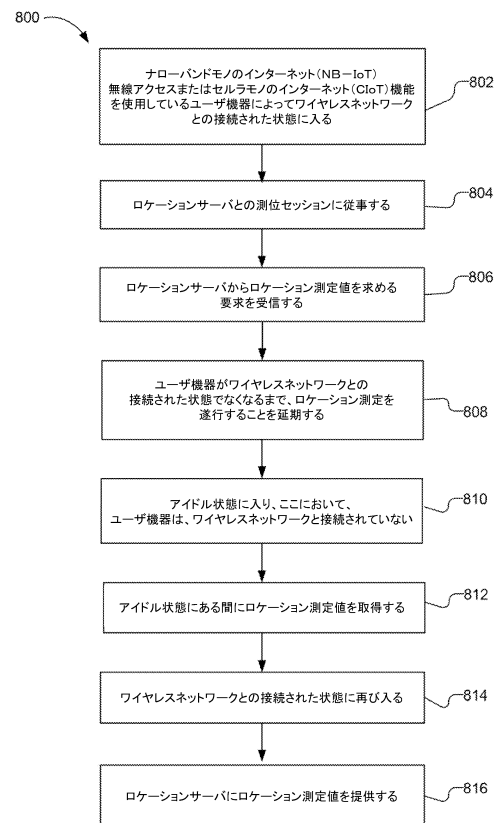 800
ナローバンドモノのインターネット(NB－IoT)
無線アクセスまたはセルラモノのインターネット(CIoT)機能
を使用しているユーザ機器によってワイヤレスネットワーク
との接続された状態に入る
802
ロケーションサーバとの測位セッションに従事する
804
ロケーションサーバからロケーション測定値を求める
要求を受信する
806
ユーザ機器がワイヤレスネットワークとの
接続された状態でなくなるまで、ロケーション測定を
遂行することを延期する
808
アイドル状態に入り、ここにおいて、
ユーザ機器は、ワイヤレスネットワークと接続されていない
810
アイドル状態にある間にロケーション測定値を取得する
812
ワイヤレスネットワークとの接続された状態に再び入る
814
ロケーションサーバにロケーション測定値を提供する
816